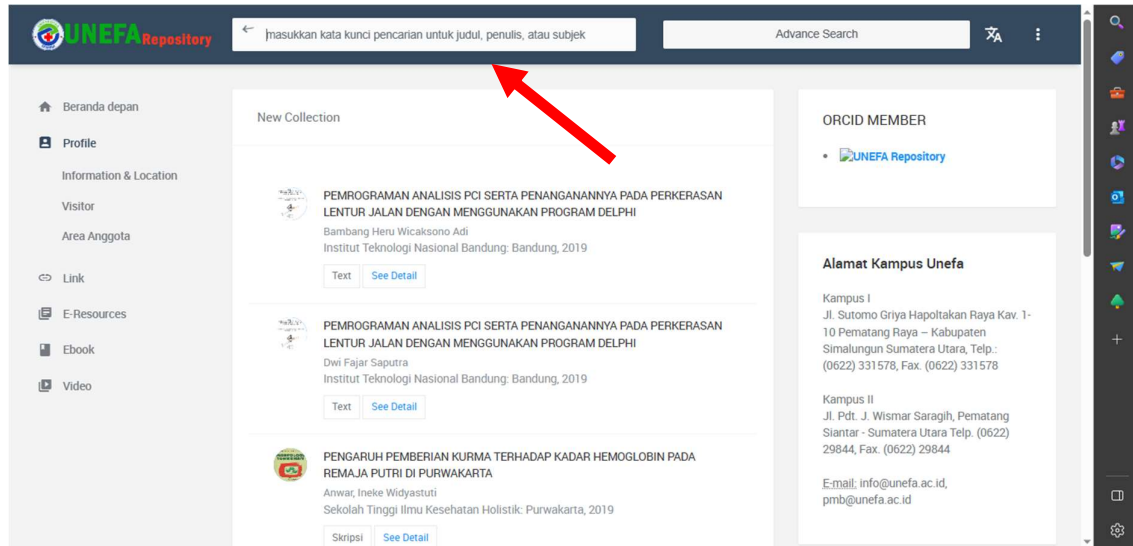 UNEFA Repository
masukkan kata kunci pencarian untuk judul, penulis, atau subjek
Advance Search
Beranda depan
Profile
Information & Location
Visitor
Area Anggota
Link
E-Resources
Ebook
Video
New Collection
PEMROGRAMAN ANALISIS PCI SERTA PENANGANANNYA PADA PERKERASAN
LENTUR JALAN DENGAN MENGGUNAKAN PROGRAM DELPHI
Bambang Heru Wicaksono Adi
Institut Teknologi Nasional Bandung: Bandung, 2019
Text See Detail
PEMROGRAMAN ANALISIS PCI SERTA PENANGANANNYA PADA PERKERASAN
LENTUR JALAN DENGAN MENGGUNAKAN PROGRAM DELPHI
Dwi Fajar Saputra
Institut Teknologi Nasional Bandung: Bandung, 2019
Text See Detail
PENGARUH PEMBERIAN KURMA TERHADAP KADAR HEMOGLOBIN PADA
REMAJA PUTRI DI PURWAKARTA
Anwar, Ineke Widyastuti
Sekolah Tinggi Ilmu Kesehatan Holistik: Purwakarta, 2019
Skripsi See Detail
ORCID MEMBER
UNEFA Repository
Alamat Kampus Unefa
Kampus I
Jl. Sutomo Griya Hapoltakan Raya Kav. 1-
10 Pematang Raya – Kabupaten
Simalungun Sumatera Utara, Telp.:
(0622) 331578, Fax. (0622) 331578
Kampus II
Jl. Pdt. J. Wismar Saragih, Pematang
Siantar - Sumatera Utara Telp. (0622)
29844, Fax. (0622) 29844
E-mail: info@unefa.ac.id,
pmb@unefa.ac.id